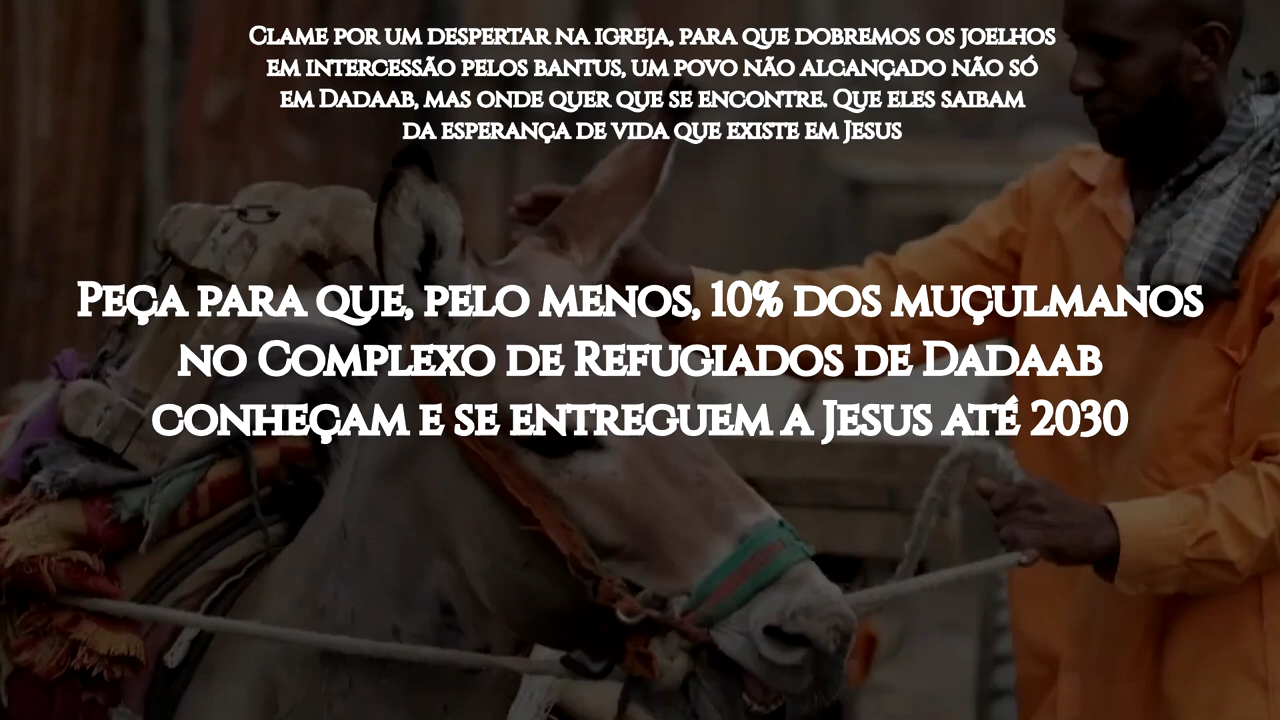 Clame por um despertar na igreja, para que dobremos os joelhos
em intercessão pelos bantus, um povo não alcançado não só
em Dadaab, mas onde quer que se encontre. Que eles saibam
da esperança de vida que existe em Jesus
Peça para que, pelo menos, 10% dos muçulmanos
no Complexo de Refugiados de Dadaab
conheçam e se entreguem a Jesus até 2030